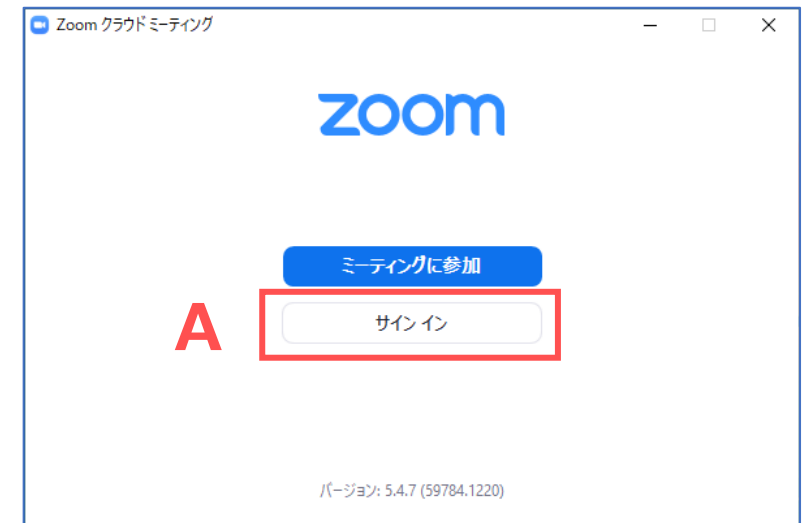 Zoom クラウド ミーティング
zoom
ミーティングに参加
A
サイン イン
バージョン: 5.4.7 (59784.1220)